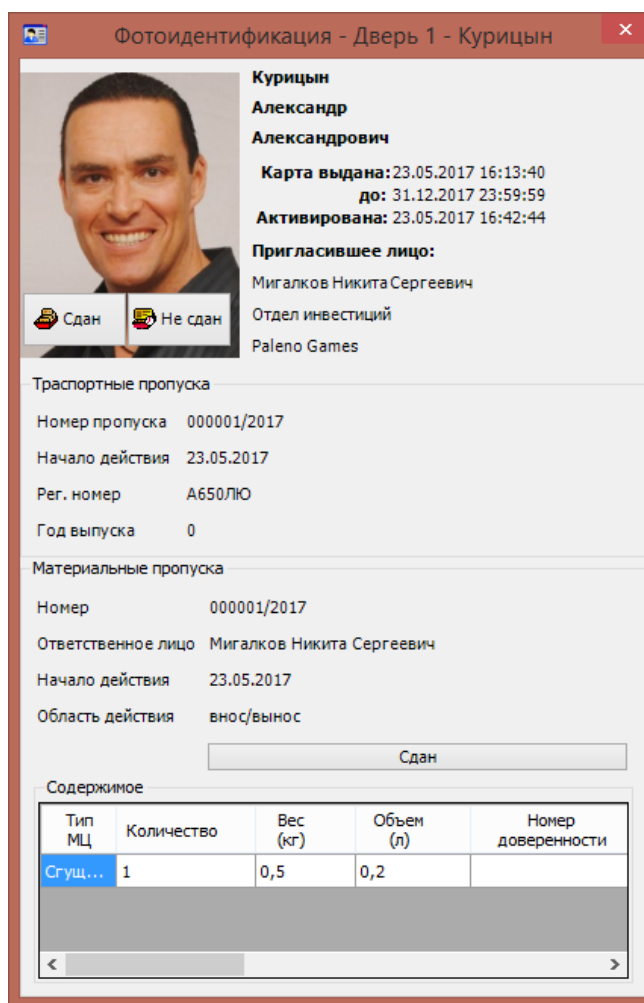 Фотоидентификация - Дверь 1 - Курицын
Курицын
Александр
Александрович
Карта выдана: 23.05.2017 16:13:40
до: 31.12.2017 23:59:59
Активирована: 23.05.2017 16:42:44
Пригласившее лицо:
Мигалков Никита Сергеевич
Отдел инвестиций
Paleno Games
Сдан
Не сдан
Траспортные пропуска
Номер пропуска 000001/2017
Начало действия 23.05.2017
Рег. номер А650ЛЮ
Год выпуска 0
Материальные пропуска
Номер 000001/2017
Ответственное лицо Мигалков Никита Сергеевич
Начало действия 23.05.2017
Область действия внос/вынос
Сдан
Содержимое
Тип МЦ Количество Вес (кг) Объем (л) Номер доверенности
Сгущ... 1 0,5 0,2